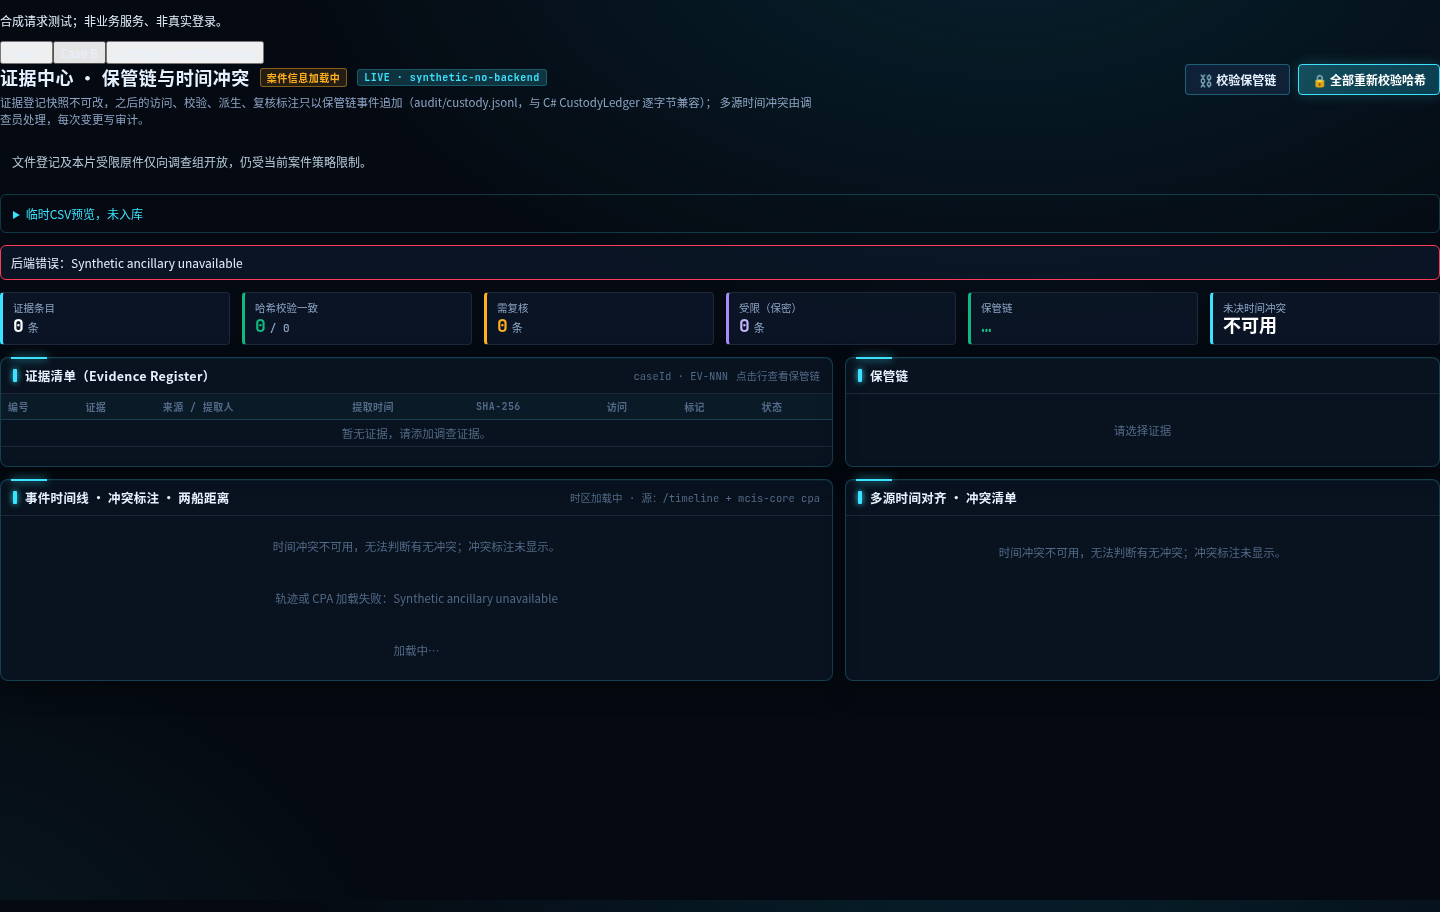 合成请求测试；非业务服务、非真实登录。
Case B
证据中心 · 保管链与时间冲突
案件信息加载中
LIVE · synthetic-no-backend
⛓ 校验保管链
🔒 全部重新校验哈希
证据登记快照不可改，之后的访问、校验、派生、复核标注只以保管链事件追加（audit/custody.jsonl，与 C# CustodyLedger 逐字节兼容）；多源时间冲突由调
查员处理，每次变更写审计。
文件登记及本片受限原件仅向调查组开放，仍受当前案件策略限制。
▶ 临时CSV预览，未入库
后端错误：Synthetic ancillary unavailable
证据条目
0 条
哈希校验一致
0 / 0
需复核
0 条
受限（保密）
0 条
保管链
…
未决时间冲突
不可用
证据清单（Evidence Register）
caseId · EV-NNN 点击行查看保管链
编号 证据 来源 / 提取人 提取时间 SHA-256 访问 标记 状态
暂无证据，请添加调查证据。
保管链
请选择证据
事件时间线 · 冲突标注 · 两船距离
时区加载中 · 源：/timeline + mcis-core cpa
时间冲突不可用，无法判断有无冲突；冲突标注未显示。
轨迹或 CPA 加载失败：Synthetic ancillary unavailable
加载中…
多源时间对齐 · 冲突清单
时间冲突不可用，无法判断有无冲突；冲突标注未显示。